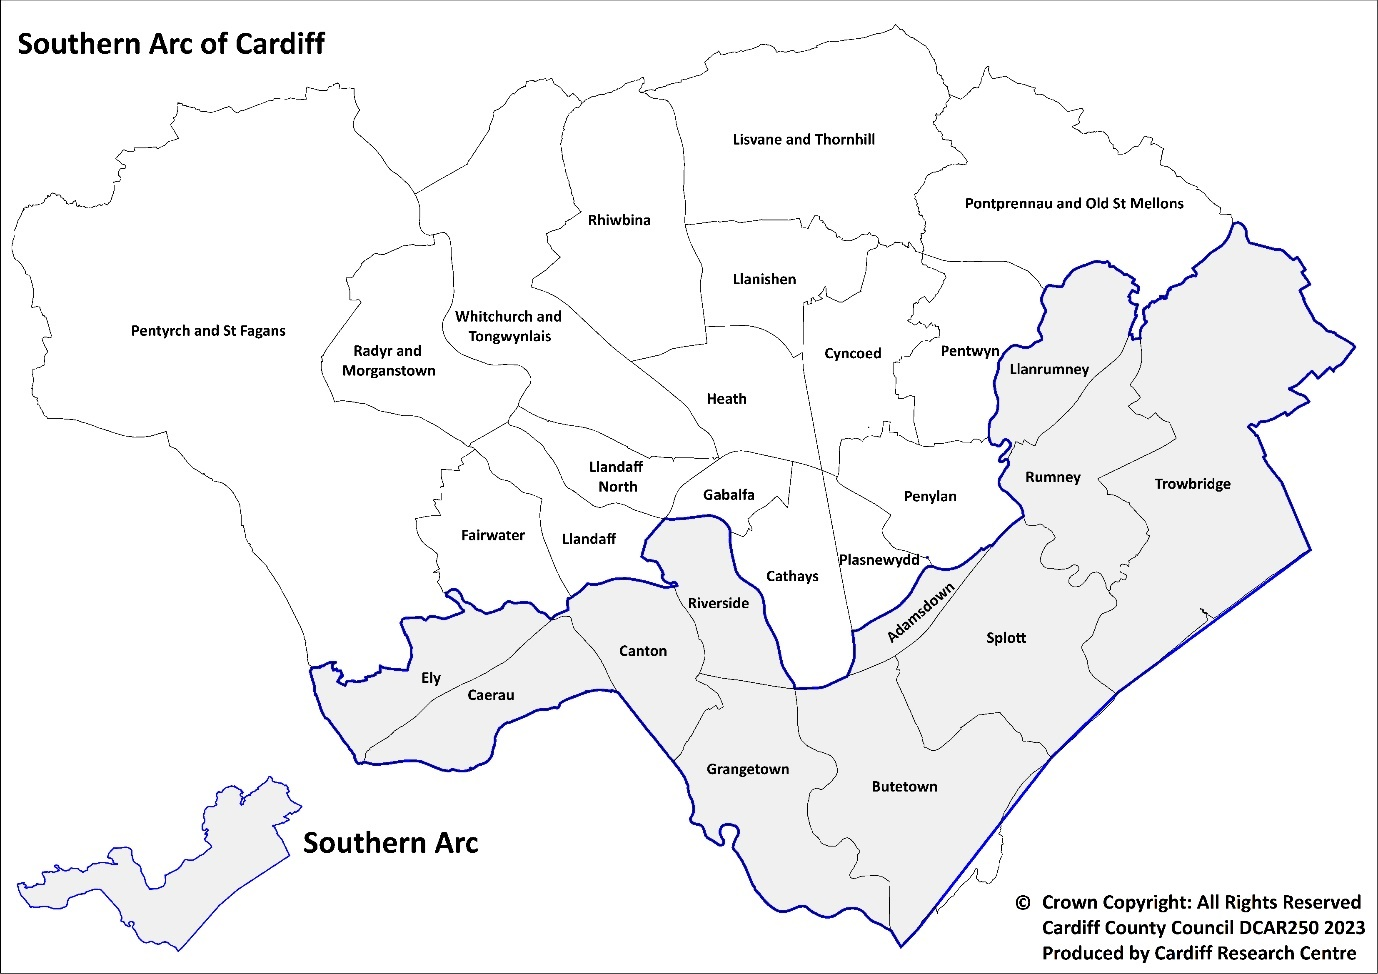 Southern Arc of Cardiff
Lisvane and Thornhill
Pontprennau and Old St Mellons
Rhiwbina
Llanishen
Pentyrch and St Fagans
Whitchurch and
Tongwynlais
Radyr and
Morganstown
Cyncoed
Pentwyn
Llanrumney
Heath
Llandaff
North
Gabalfa
Penylan
Rumney
Trowbridge
Fairwater
Llandaff
Cathays
Plasnewydd
Riverside
Adamsdown
Splott
Canton
Ely
Caerau
Grangetown
Butetown
Southern Arc
© Crown Copyright: All Rights Reserved
Cardiff County Council DCAR250 2023
Produced by Cardiff Research Centre